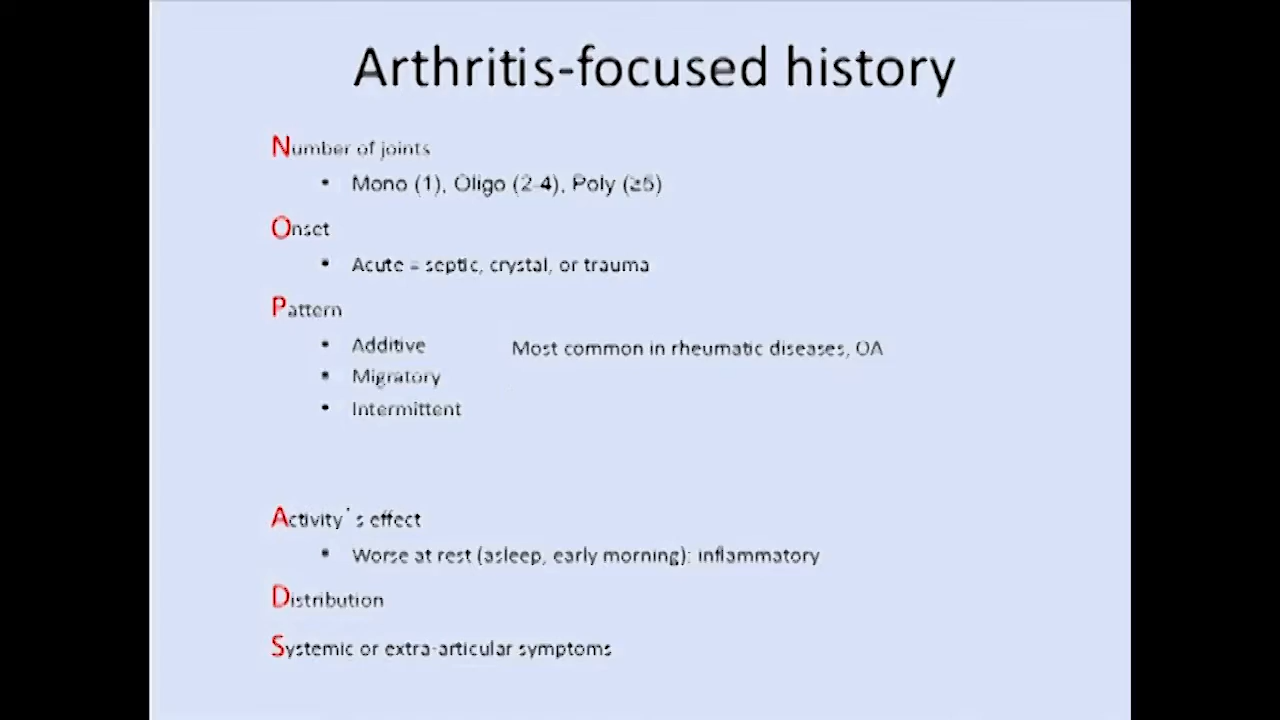 Arthritis-focused history
Number of joints
• Mono (1), Oligo (2-4), Poly (≥5)
Onset
• Acute = septic, crystal, or trauma
Pattern
• Additive Most common in rheumatic diseases, OA
• Migratory
• Intermittent
Activity's effect
• Worse at rest (asleep, early morning): inflammatory
Distribution
Systemic or extra-articular symptoms